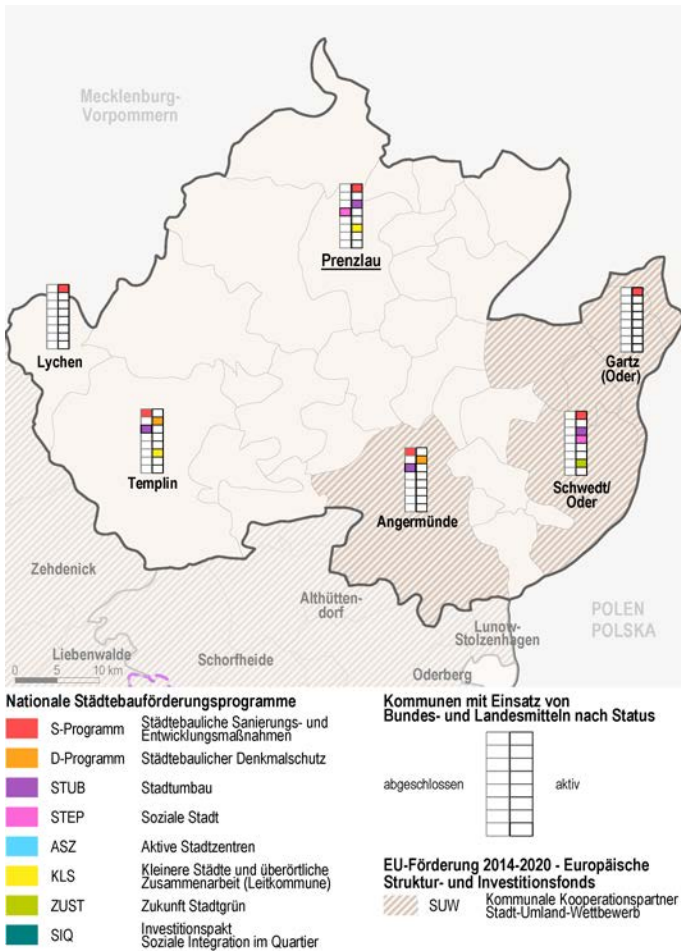 Mecklenburg-
Vorpommern
Prenzlau
Lychen
Gartz
(Oder)
Templin
Angermünde
Schwedt/
Oder
Zehdenick
Althütten-
dorf
POLEN
POLSKA
Lunow-
Stolzenhagen
Liebenwalde
Schorfheide
Oderberg
0 5 10 km
Nationale Städtebauförderungsprogramme
S-Programm Städtebauliche Sanierungs- und
Entwicklungsmaßnahmen
D-Programm Städtebaulicher Denkmalschutz
STUB Stadtumbau
STEP Soziale Stadt
ASZ Aktive Stadtzentren
KLS Kleinere Städte und überörtliche
Zusammenarbeit (Leitkommune)
ZUST Zukunft Stadtgrün
SIQ Investitionspakt
Soziale Integration im Quartier
Kommunen mit Einsatz von
Bundes- und Landesmitteln nach Status
abgeschlossen aktiv
EU-Förderung 2014-2020 - Europäische
Struktur- und Investitionsfonds
SUW Kommunale Kooperationspartner
Stadt-Umland-Wettbewerb